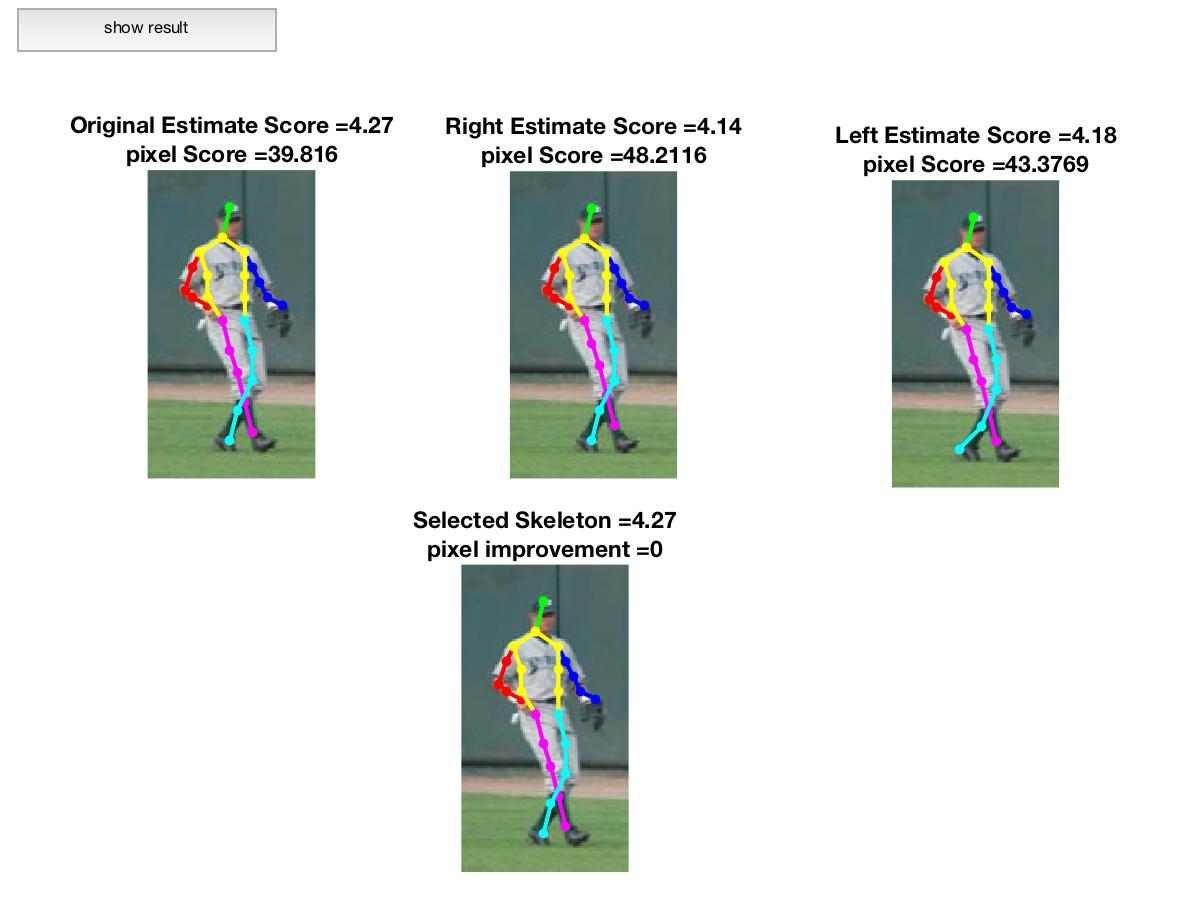 show result
Original Estimate Score =4.27
pixel Score =39.816
Right Estimate Score =4.14
pixel Score =48.2116
Left Estimate Score =4.18
pixel Score =43.3769
Selected Skeleton =4.27
pixel improvement =0